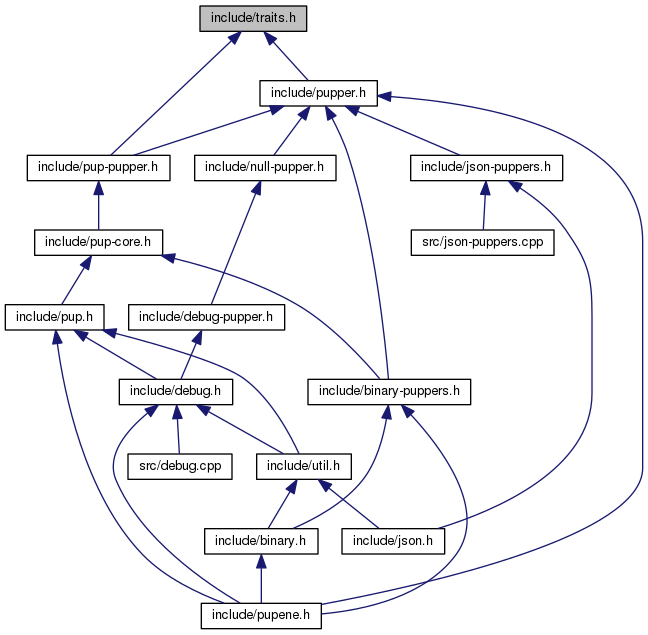 include/traits.h
include/pupper.h
include/pup-pupper.h
include/null-pupper.h
include/json-puppers.h
include/pup-core.h
src/json-puppers.cpp
include/pup.h
include/debug-pupper.h
include/debug.h
include/binary-puppers.h
src/debug.cpp
include/util.h
include/binary.h
include/json.h
include/pupene.h